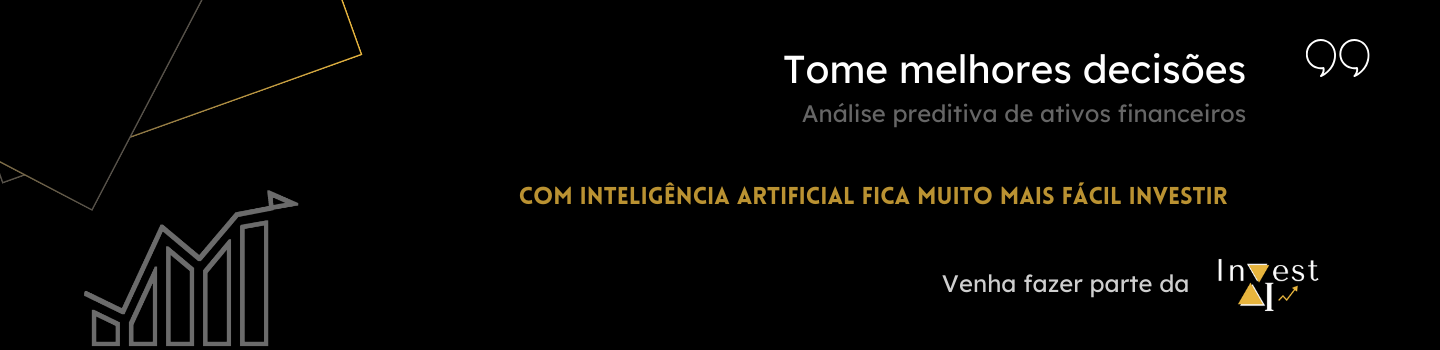 Tome melhores decisões
Análise preditiva de ativos financeiros
COM INTELIGÊNCIA ARTIFICIAL FICA MUITO MAIS FÁCIL INVESTIR
Venha fazer parte da
Invest
AI